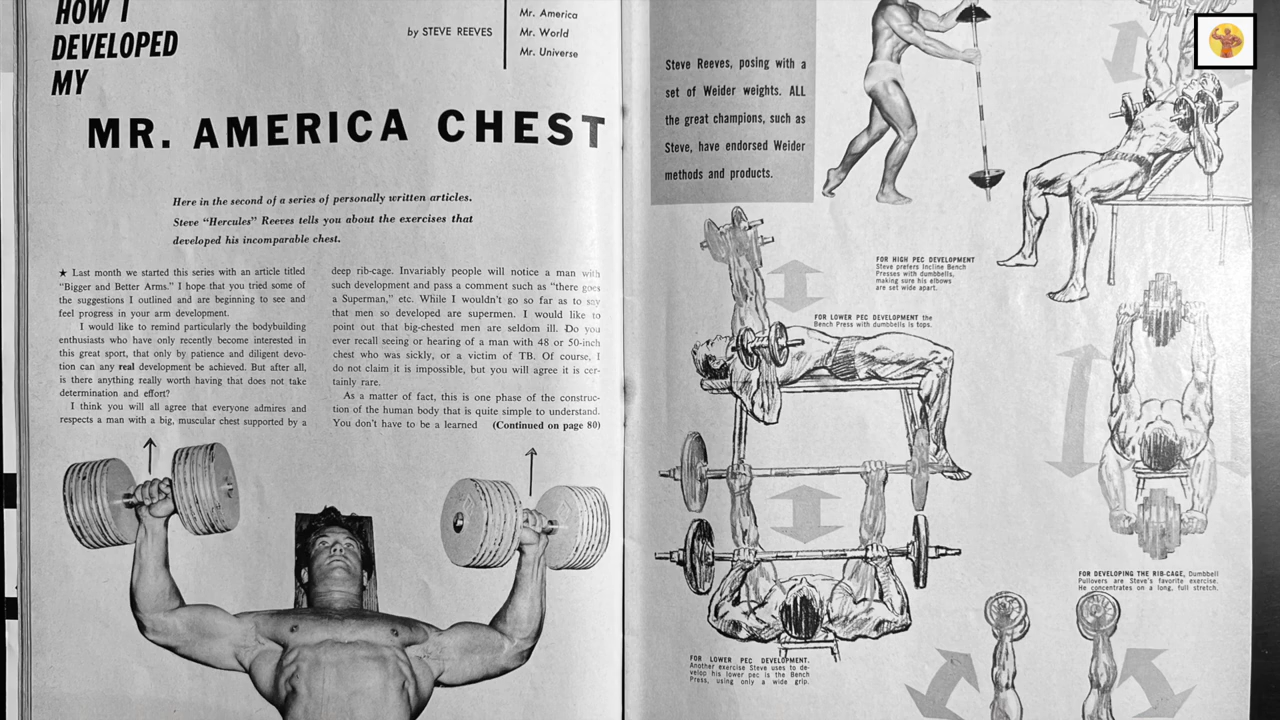 HOW I
DEVELOPED
MY
MR. AMERICA CHEST
by STEVE REEVES
Mr. America
Mr. World
Mr. Universe
Here in the second of a series of personally written articles.
Steve "Hercules" Reeves tells you about the exercises that
developed his incomparable chest.
★ Last month we started this series with an article titled
"Bigger and Better Arms." I hope that you tried some of
the suggestions I outlined and are beginning to see and
feel progress in your arm development.
I would like to remind particularly the bodybuilding
enthusiasts who have only recently become interested in
this great sport, that only by patience and diligent devo-
tion can any real development be achieved. But after all,
is there anything really worth having that does not take
determination and effort?
I think you will all agree that everyone admires and
respects a man with a big, muscular chest supported by a
deep rib-cage. Invariably people will notice a man with
such development and pass a comment such as "there goes
a Superman," etc. While I wouldn't go so far as to say
that men so developed are supermen. I would like to
point out that big-chested men are seldom ill. Do you
ever recall seeing or hearing of a man with 48 or 50-inch
chest who was sickly, or a victim of TB. Of course, I
do not claim it is impossible, but you will agree it is cer-
tainly rare.
As a matter of fact, this is one phase of the construc-
tion of the human body that is quite simple to understand.
You don't have to be a learned (Continued on page 80)
Steve Reeves, posing with a
set of Weider weights. ALL
the great champions, such as
Steve, have endorsed Weider
methods and products.
FOR HIGH PEC DEVELOPMENT
Steve prefers Incline Bench
Presses with dumbbells,
making sure his elbows
are set wide apart.
FOR LOWER PEC DEVELOPMENT the
Bench Press with dumbbells is tops.
FOR DEVELOPING THE RIB-CAGE, Dumbbell
Pullovers are Steve's favorite exercise.
He concentrates on a long, full stretch.
FOR LOWER PEC DEVELOPMENT.
Another exercise Steve uses to de-
velop his lower pec is the Bench
Press, using only a wide grip.